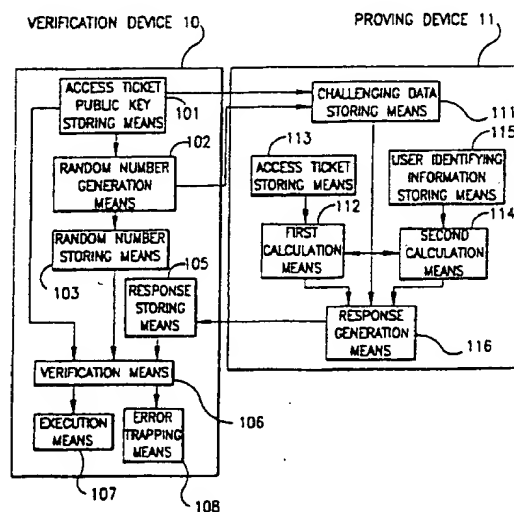 VERIFICATION DEVICE 10
PROVING DEVICE 11
ACCESS TICKET
PUBLIC KEY
STORING MEANS
101
102
RANDOM NUMBER
GENERATION
MEANS
RANDOM NUMBER
STORING MEANS
103
105
RESPONSE
STORING
MEANS
VERIFICATION MEANS
106
EXECUTION
MEANS
107
ERROR
TRAPPING
MEANS
108
CHALLENGING DATA
STORING MEANS
111
113
ACCESS TICKET
STORING MEANS
115
USER IDENTIFYING
INFORMATION
STORING MEANS
112
FIRST
CALCULATION
MEANS
114
SECOND
CALCULATION
MEANS
RESPONSE
GENERATION
MEANS
116